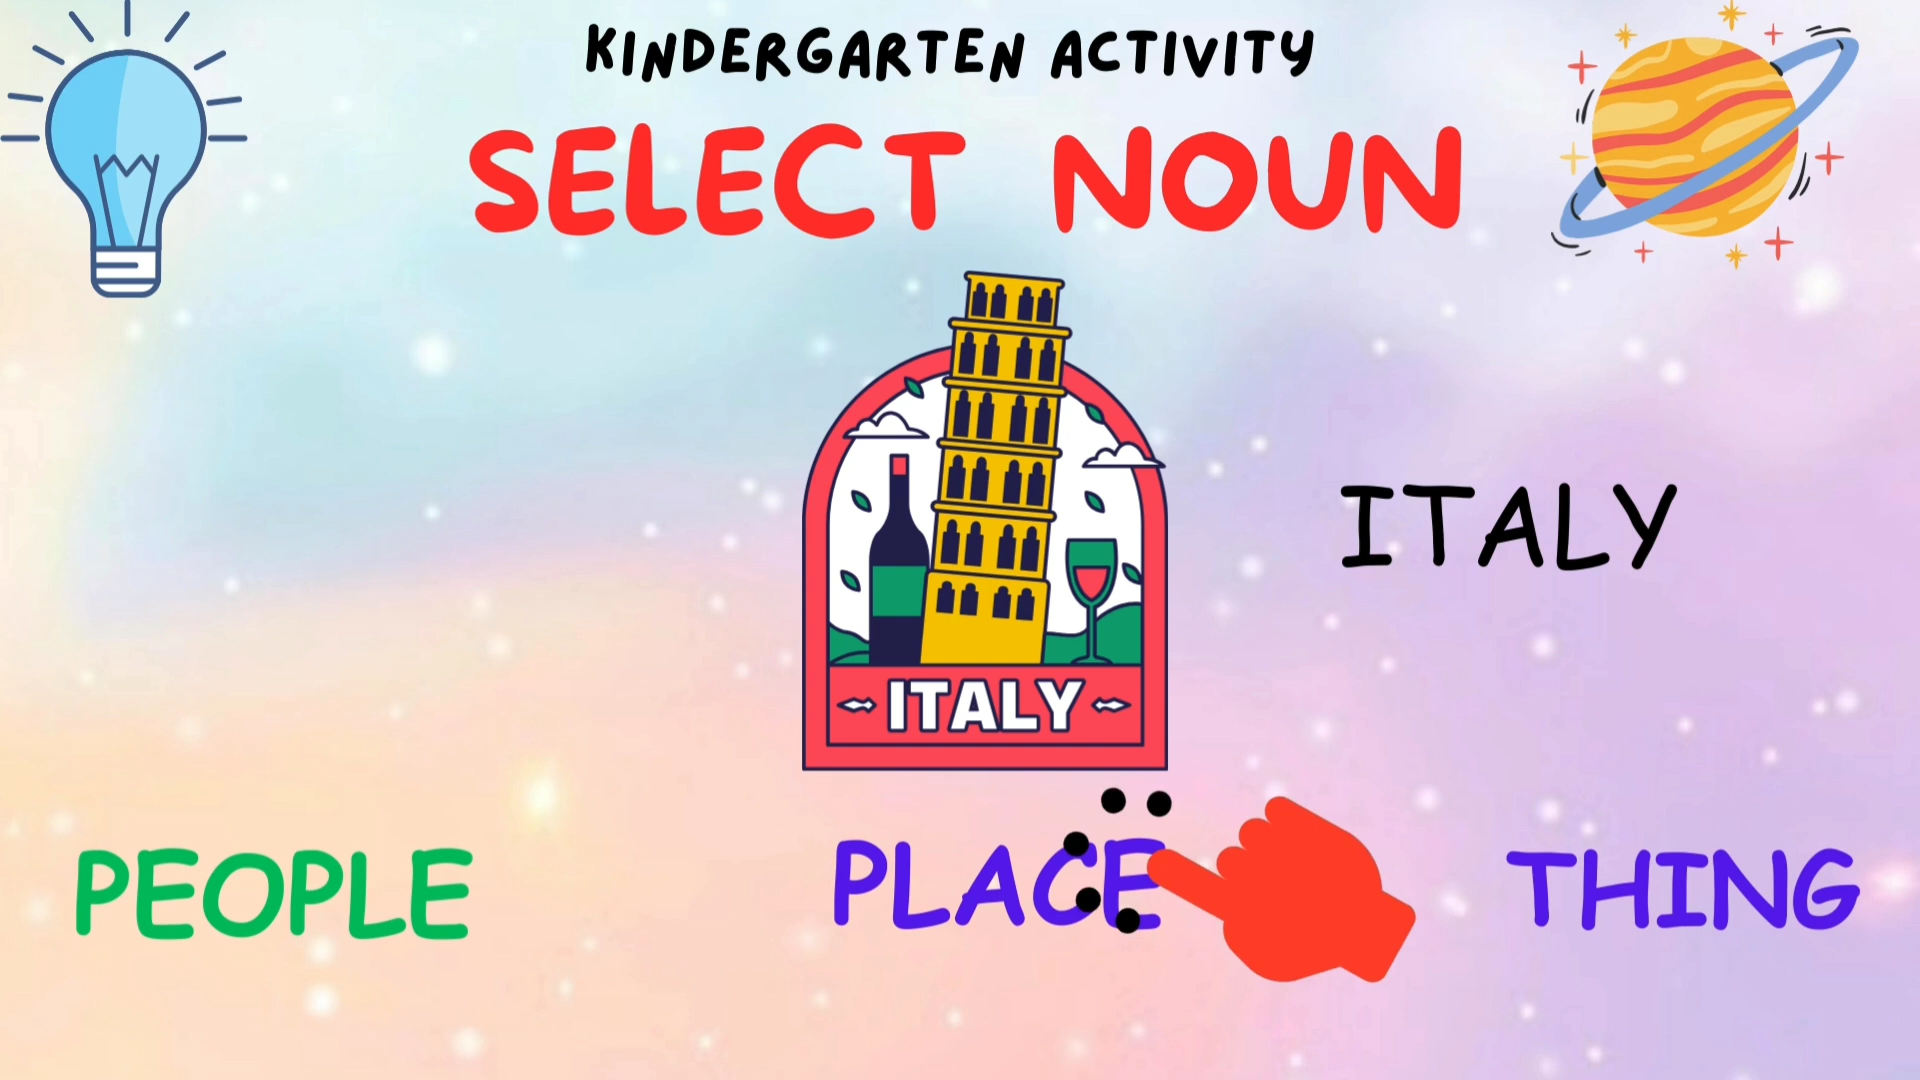 KINDERGARTEN ACTIVITY
SELECT NOUN
ITALY
ITALY
PEOPLE PLACE THING